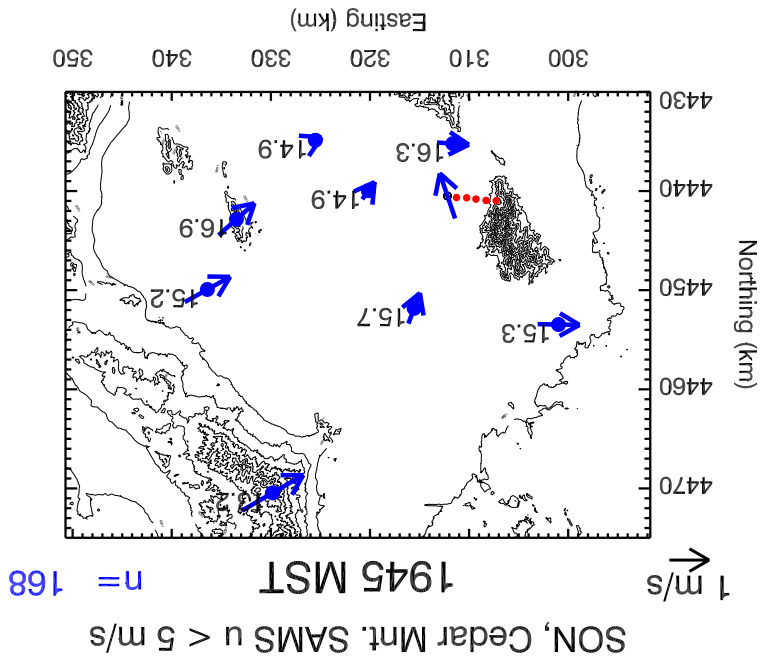 SON, Cedar Mnt. SAMS u < 5 m/s
1 m/s 1945 MST n= 168
4470
4460
15.3
15.7
4450
15.2
16.9
14.9
4440
16.3
14.9
4430
Northing (km)
300 310 320 330 340 350
Easting (km)